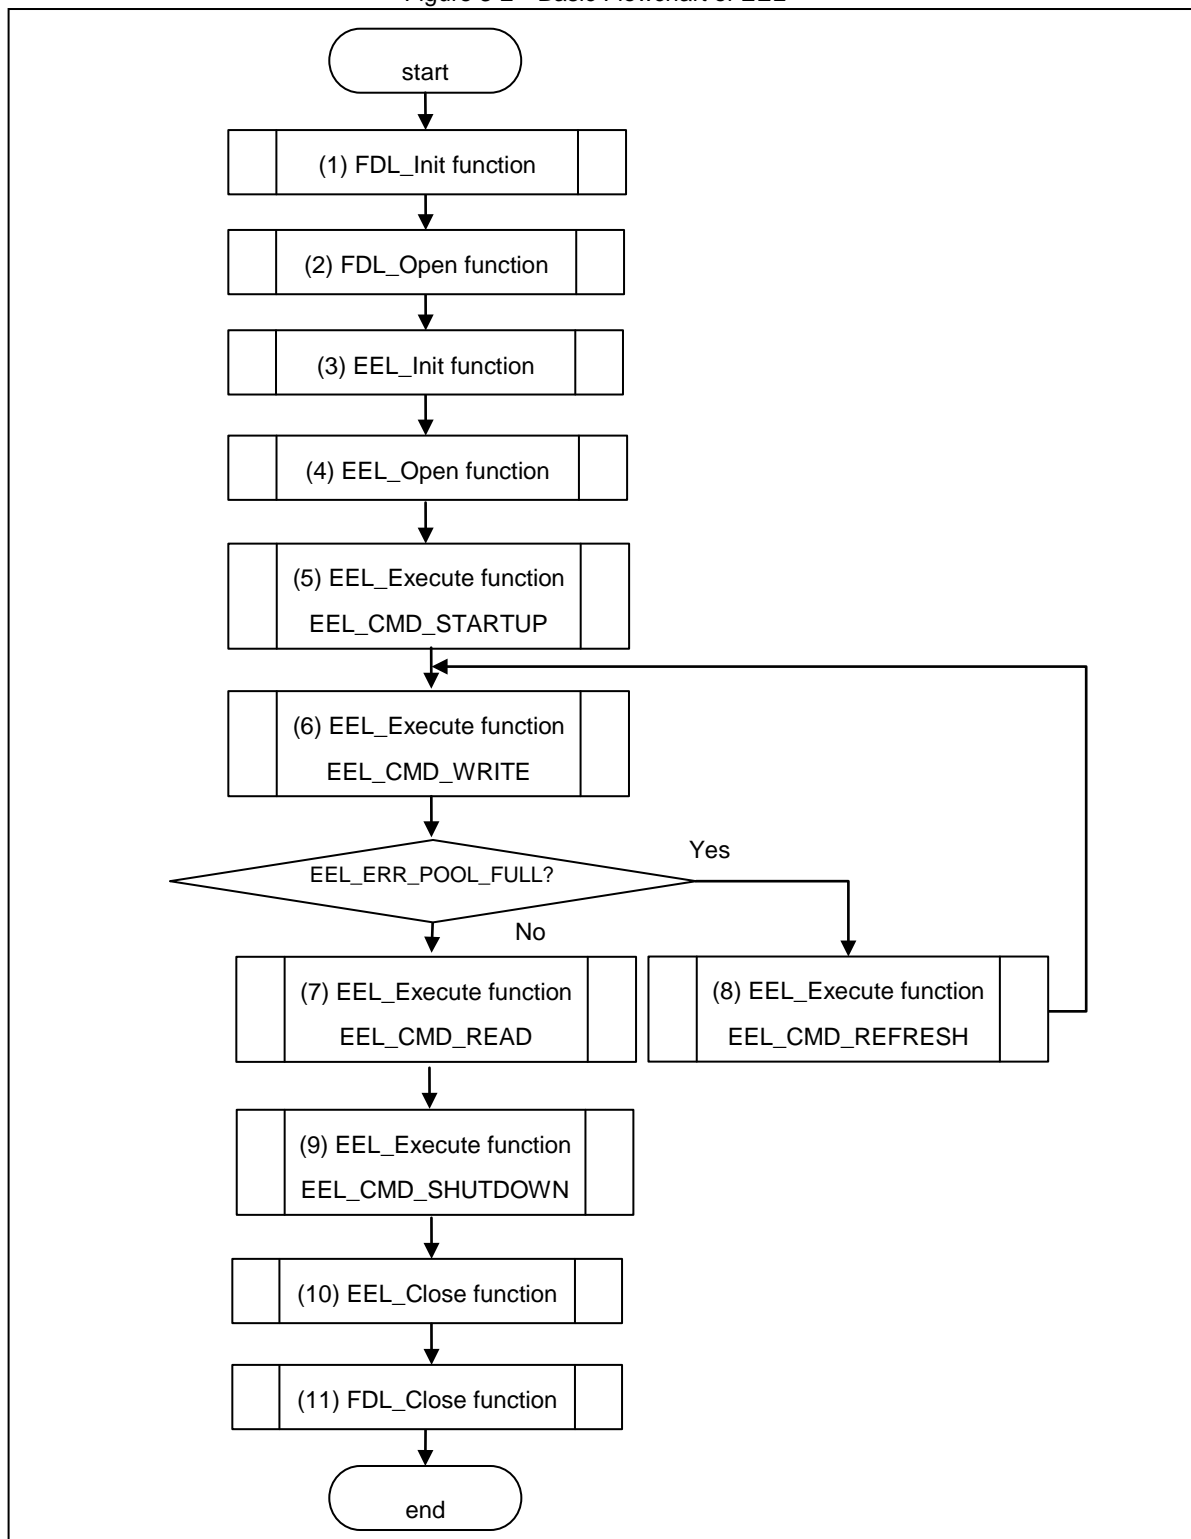 start
(1) FDL_Init function
(2) FDL_Open function
(3) EEL_Init function
(4) EEL_Open function
(5) EEL_Execute function
EEL_CMD_STARTUP
(6) EEL_Execute function
EEL_CMD_WRITE
EEL_ERR_POOL_FULL?
Yes
No
(7) EEL_Execute function
EEL_CMD_READ
(8) EEL_Execute function
EEL_CMD_REFRESH
(9) EEL_Execute function
EEL_CMD_SHUTDOWN
(10) EEL_Close function
(11) FDL_Close function
end